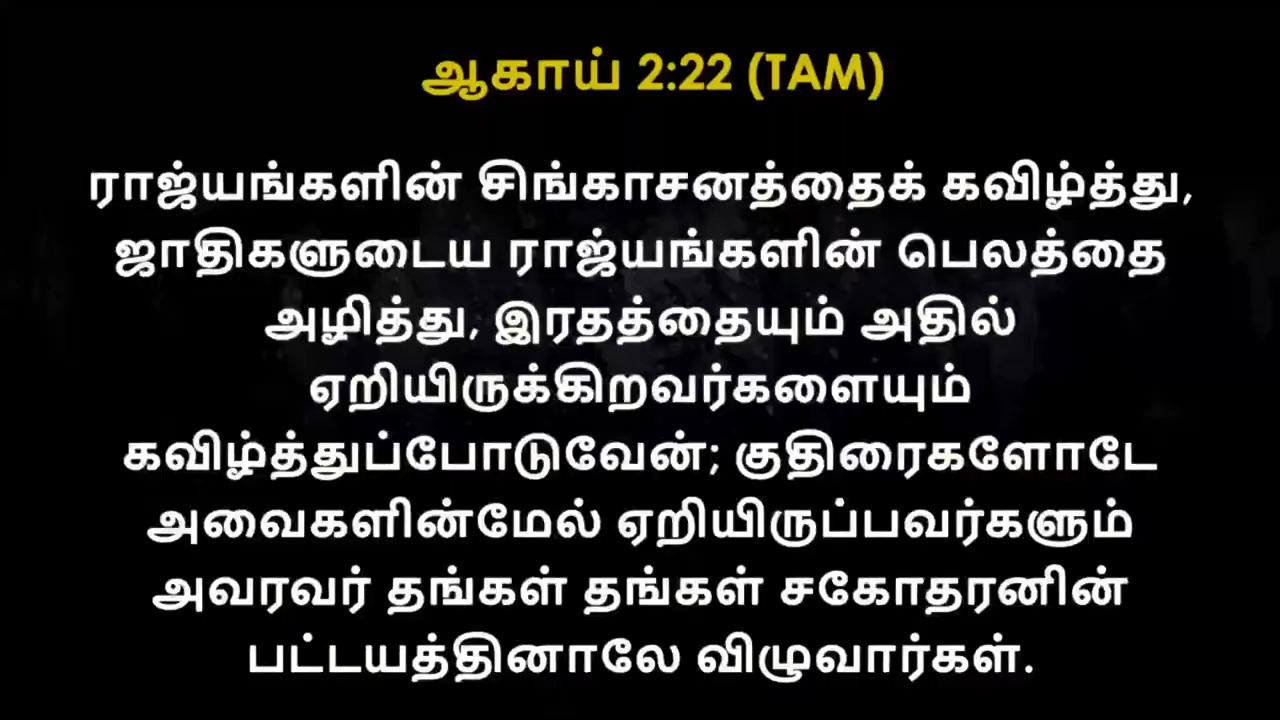 ஆகாய் 2:22 (TAM)
ராஜ்யங்களின் சிங்காசனத்தைக் கவிழ்த்து,
ஜாதிகளுடைய ராஜ்யங்களின் பெலத்தை
அழித்து, இரதத்தையும் அதில்
ஏறியிருக்கிறவர்களையும்
கவிழ்த்துப்போடுவேன்; குதிரைகளோடே
அவைகளின்மேல் ஏறியிருப்பவர்களும்
அவரவர் தங்கள் தங்கள் சகோதரனின்
பட்டயத்தினாலே விழுவார்கள்.